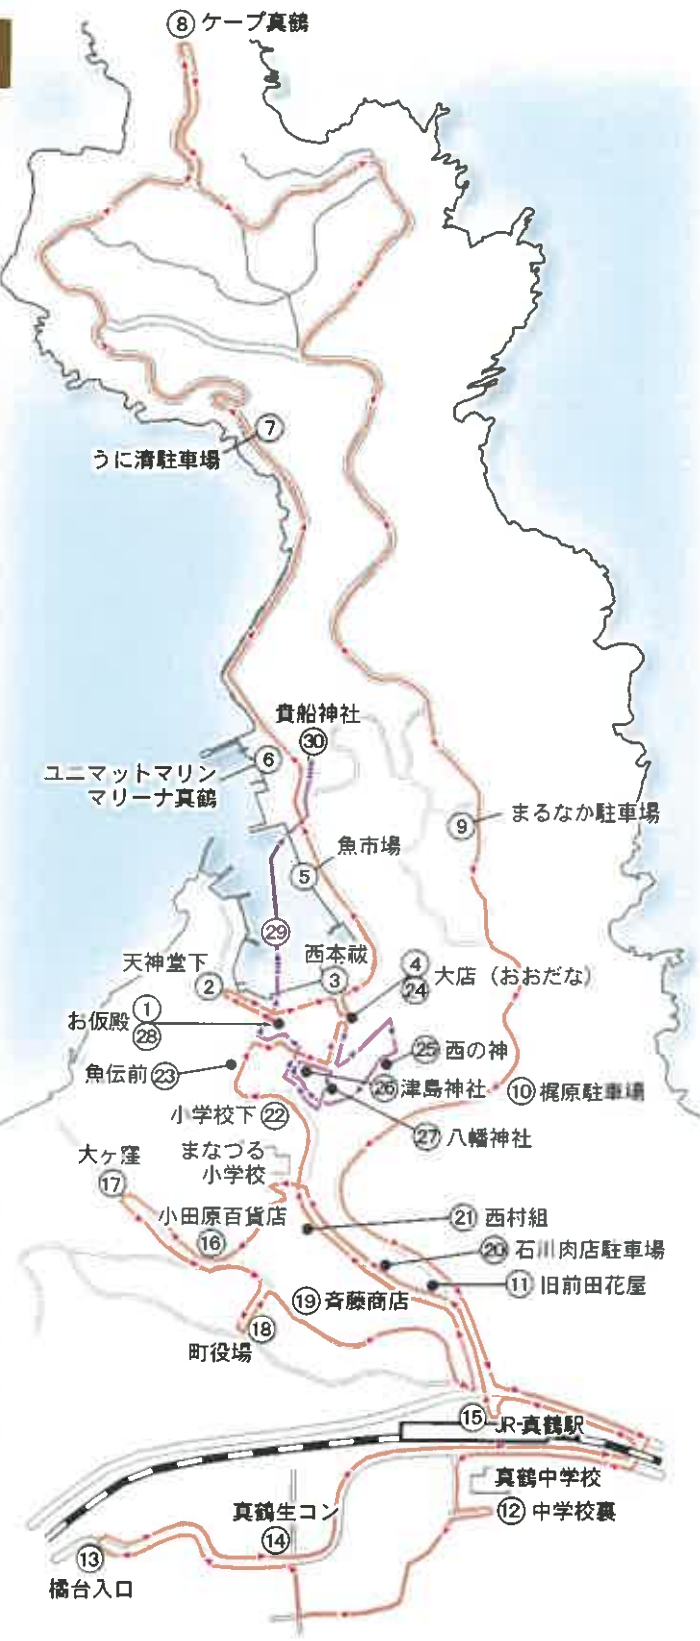 ⑧ケープ真鶴
⑦
うに清駐車場
貴船神社
㉚
⑥
ユニマットマリン
マリーナ真鶴
⑨
まるなか駐車場
魚市場
⑤
㉙
西本祓
天神堂下
②
③
④
㉔
大店(おおだな)
お仮殿
①
㉘
㉕西の神
魚伝前㉓
㉖津島神社
⑩梶原駐車場
小学校下㉒
㉗八幡神社
まなつる
小学校
大ヶ窪
⑰
小田原百貨店
⑯
㉑西村組
⑳石川肉店駐車場
⑪旧前田花屋
⑲斉藤商店
⑱
町役場
⑮JR真鶴駅
真鶴中学校
⑫中学校裏
真鶴生コン
⑭
⑬
橘台入口